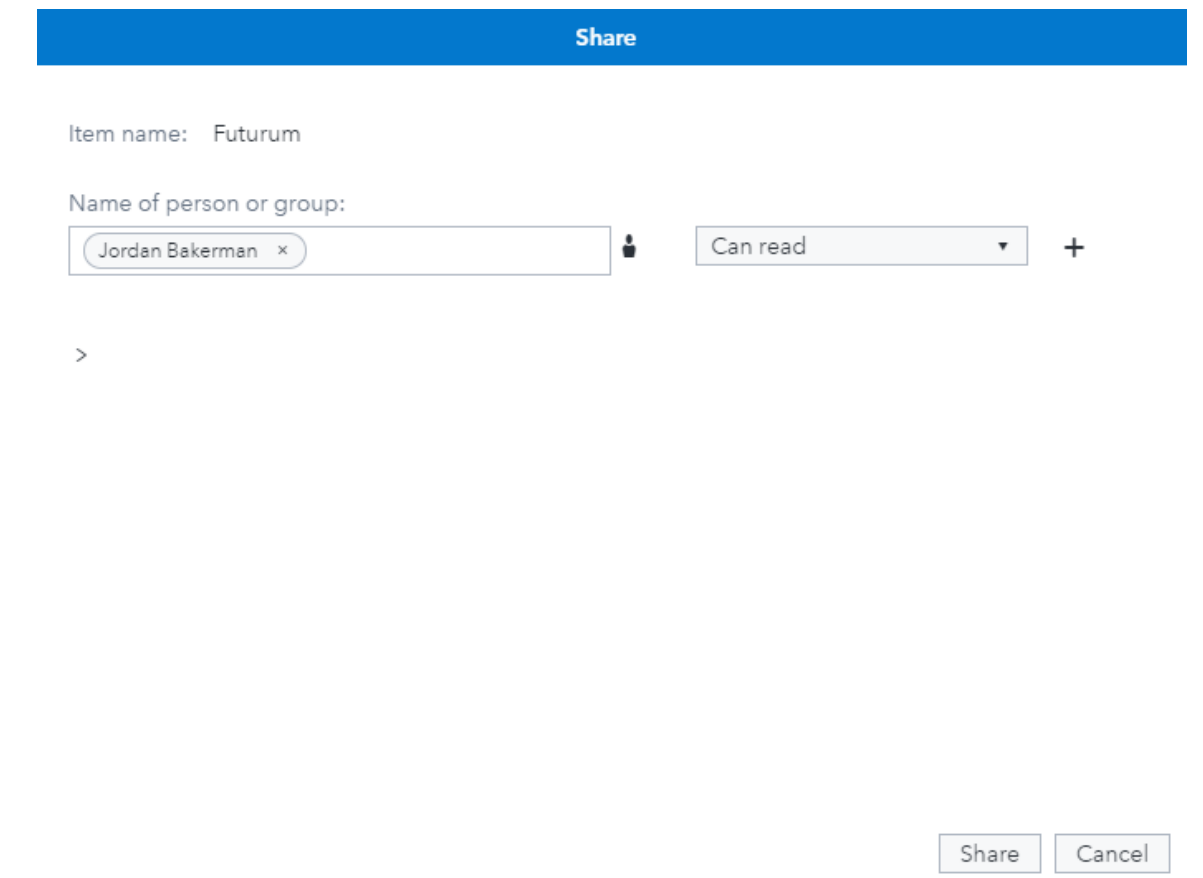 Share
Item name: Futurum
Name of person or group:
Jordan Bakerman ×
Can read ▼ +
>
Share Cancel